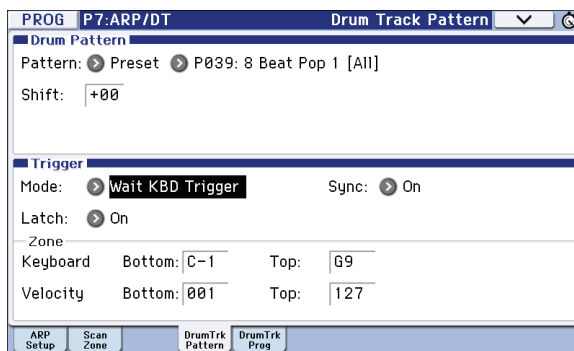 PROG P7:ARP/DT Drum Track Pattern
Drum Pattern
Pattern: Preset P039: 8 Beat Pop 1 [All]
Shift: +00
Trigger
Mode: Wait KBD Trigger Sync: On
Latch: On
Zone
Keyboard Bottom: C-1 Top: G9
Velocity Bottom: 001 Top: 127
ARP Setup Scan Zone DrumTrk Pattern DrumTrk Prog